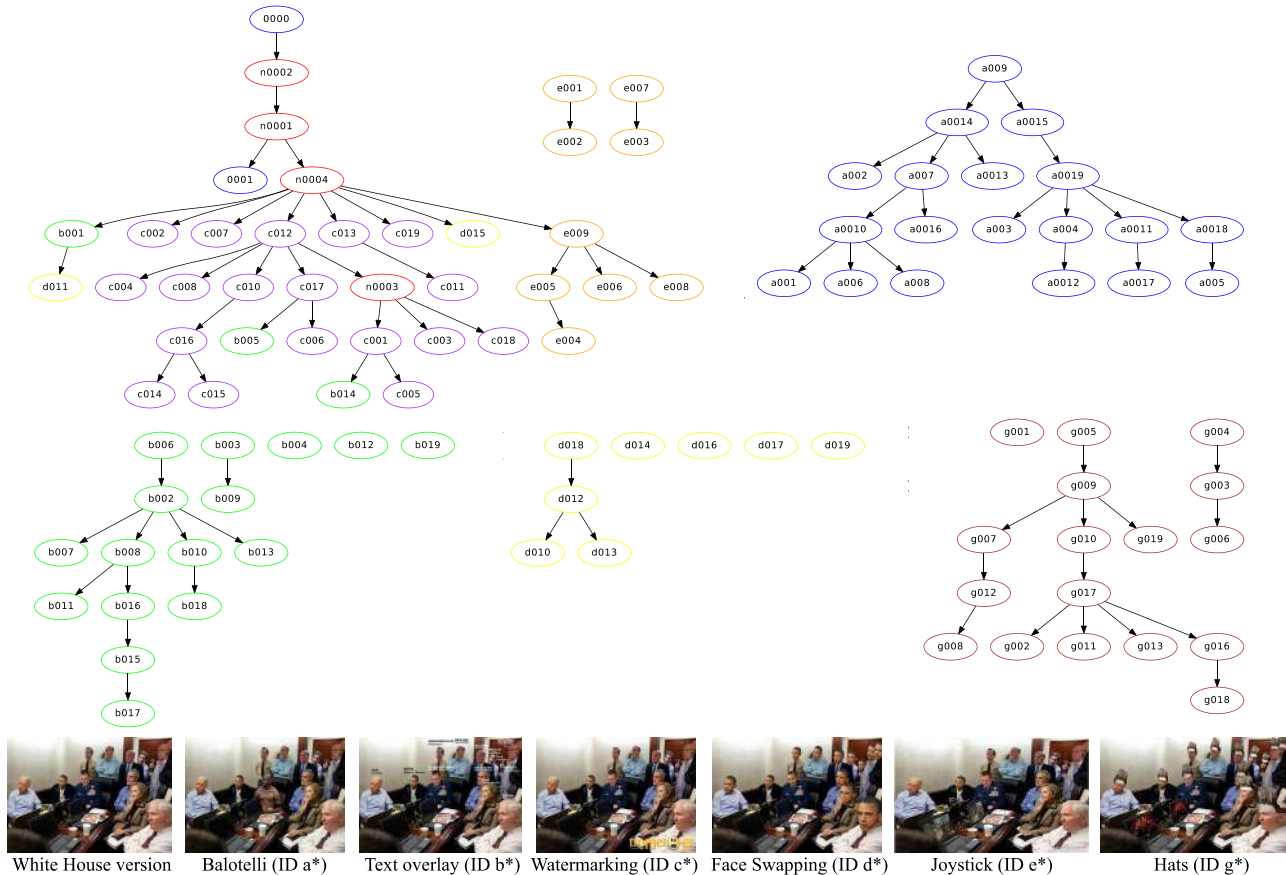 0000
n0002
a009
e001 e007
n0001 a0014 a0015
e002 e003
0001 n0004 a002 a007 a0013 a0019
b001 c002 c007 c012 c013 c019 d015 e009 a0010 a0016 a003 a004 a0011 a0018
d011 c004 c008 c010 c017 n0003 c011 e005 e006 e008 a001 a006 a008 a0012 a0017 a005
c016 b005 c006 c001 c003 c018 e004
c014 c015 b014 c005
b006 b003 b004 b012 b019 d018 d014 d016 d017 d019 g001 g005 g004
b002 b009 d012 g009 g003
b007 b008 b010 b013 d010 d013 g007 g010 g019 g006
b011 b016 b018 g012 g017
b015 g008 g002 g011 g013 g016
b017 g018
White House version Balotelli (ID a*) Text overlay (ID b*) Watermarking (ID c*) Face Swapping (ID d*) Joystick (ID e*) Hats (ID g*)